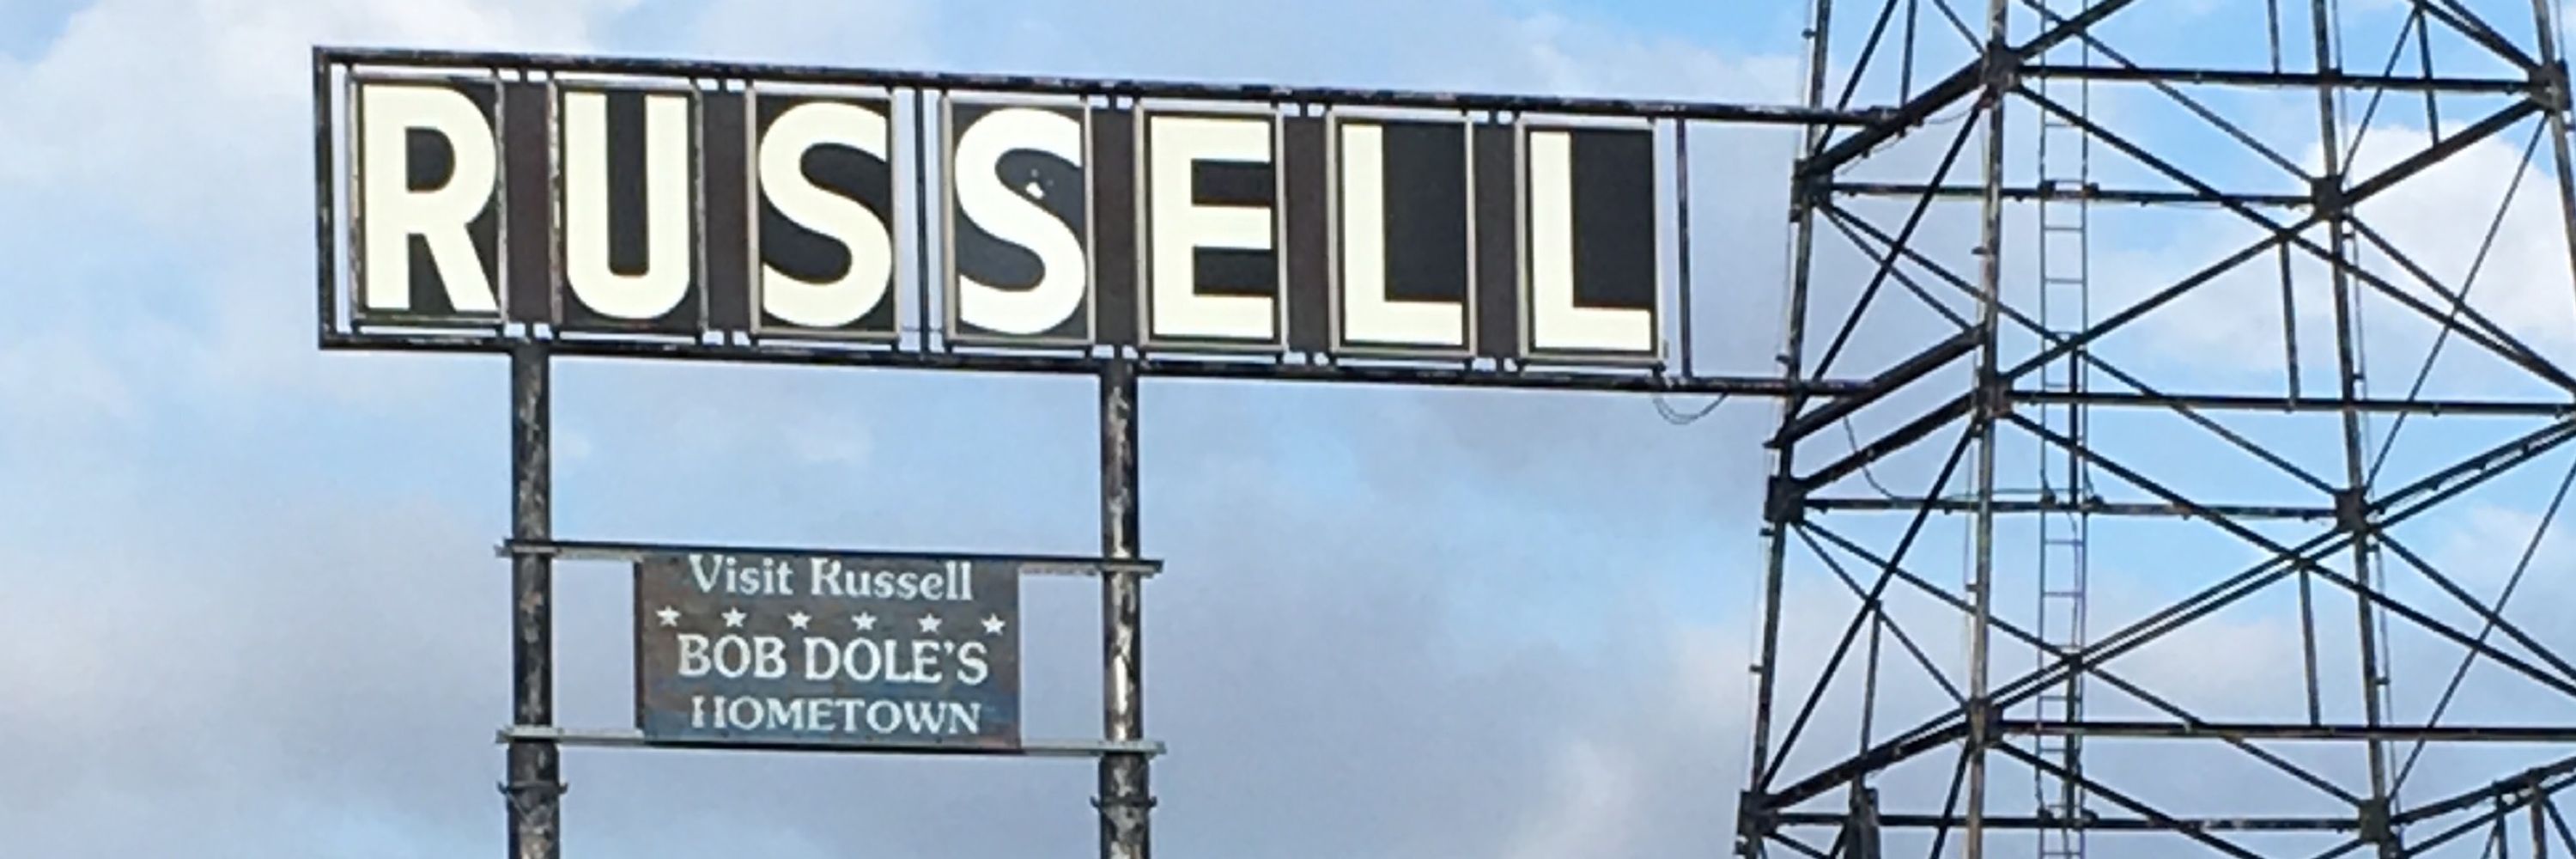 RUSSELL
Visit Russell
BOB DOLE'S
HOMETOWN